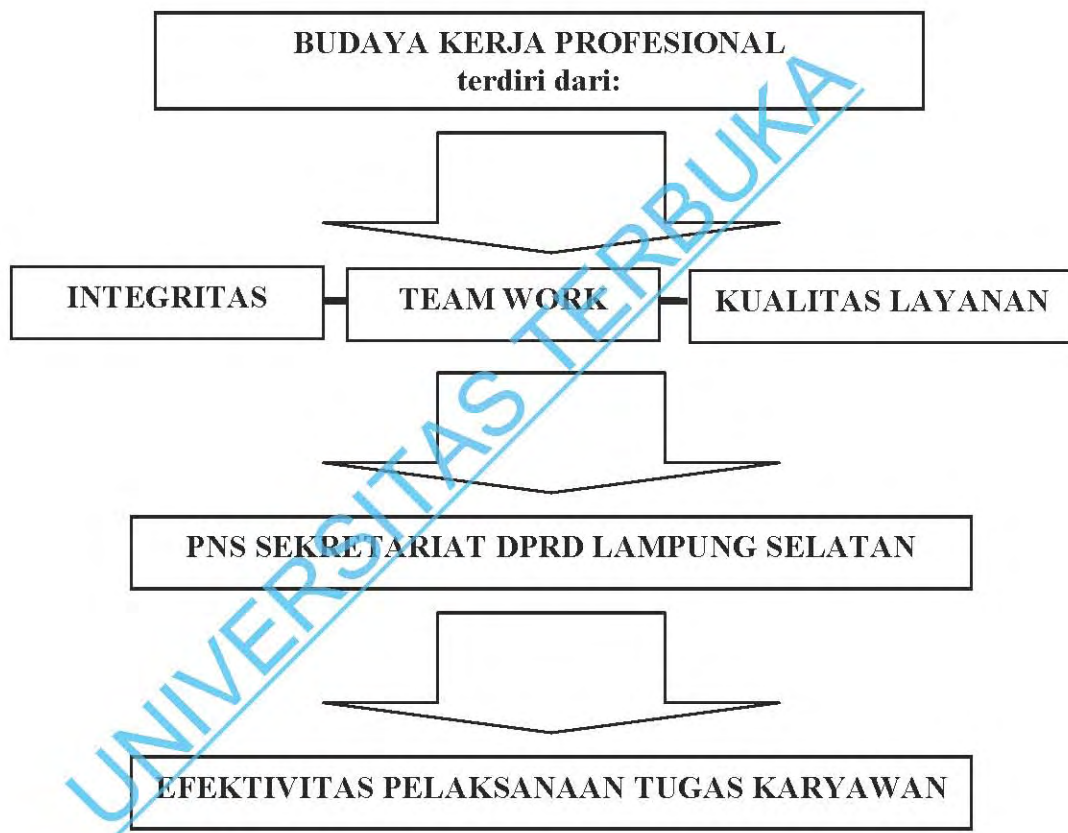 BUDAYA KERJA PROFESIONAL
terdiri dari:
INTEGRITAS
TEAM WORK
KUALITAS LAYANAN
PNS SEKRETARIAT DPRD LAMPUNG SELATAN
EFEKTIVITAS PELAKSANAAN TUGAS KARYAWAN
UNIVERSITAS TERBUKA